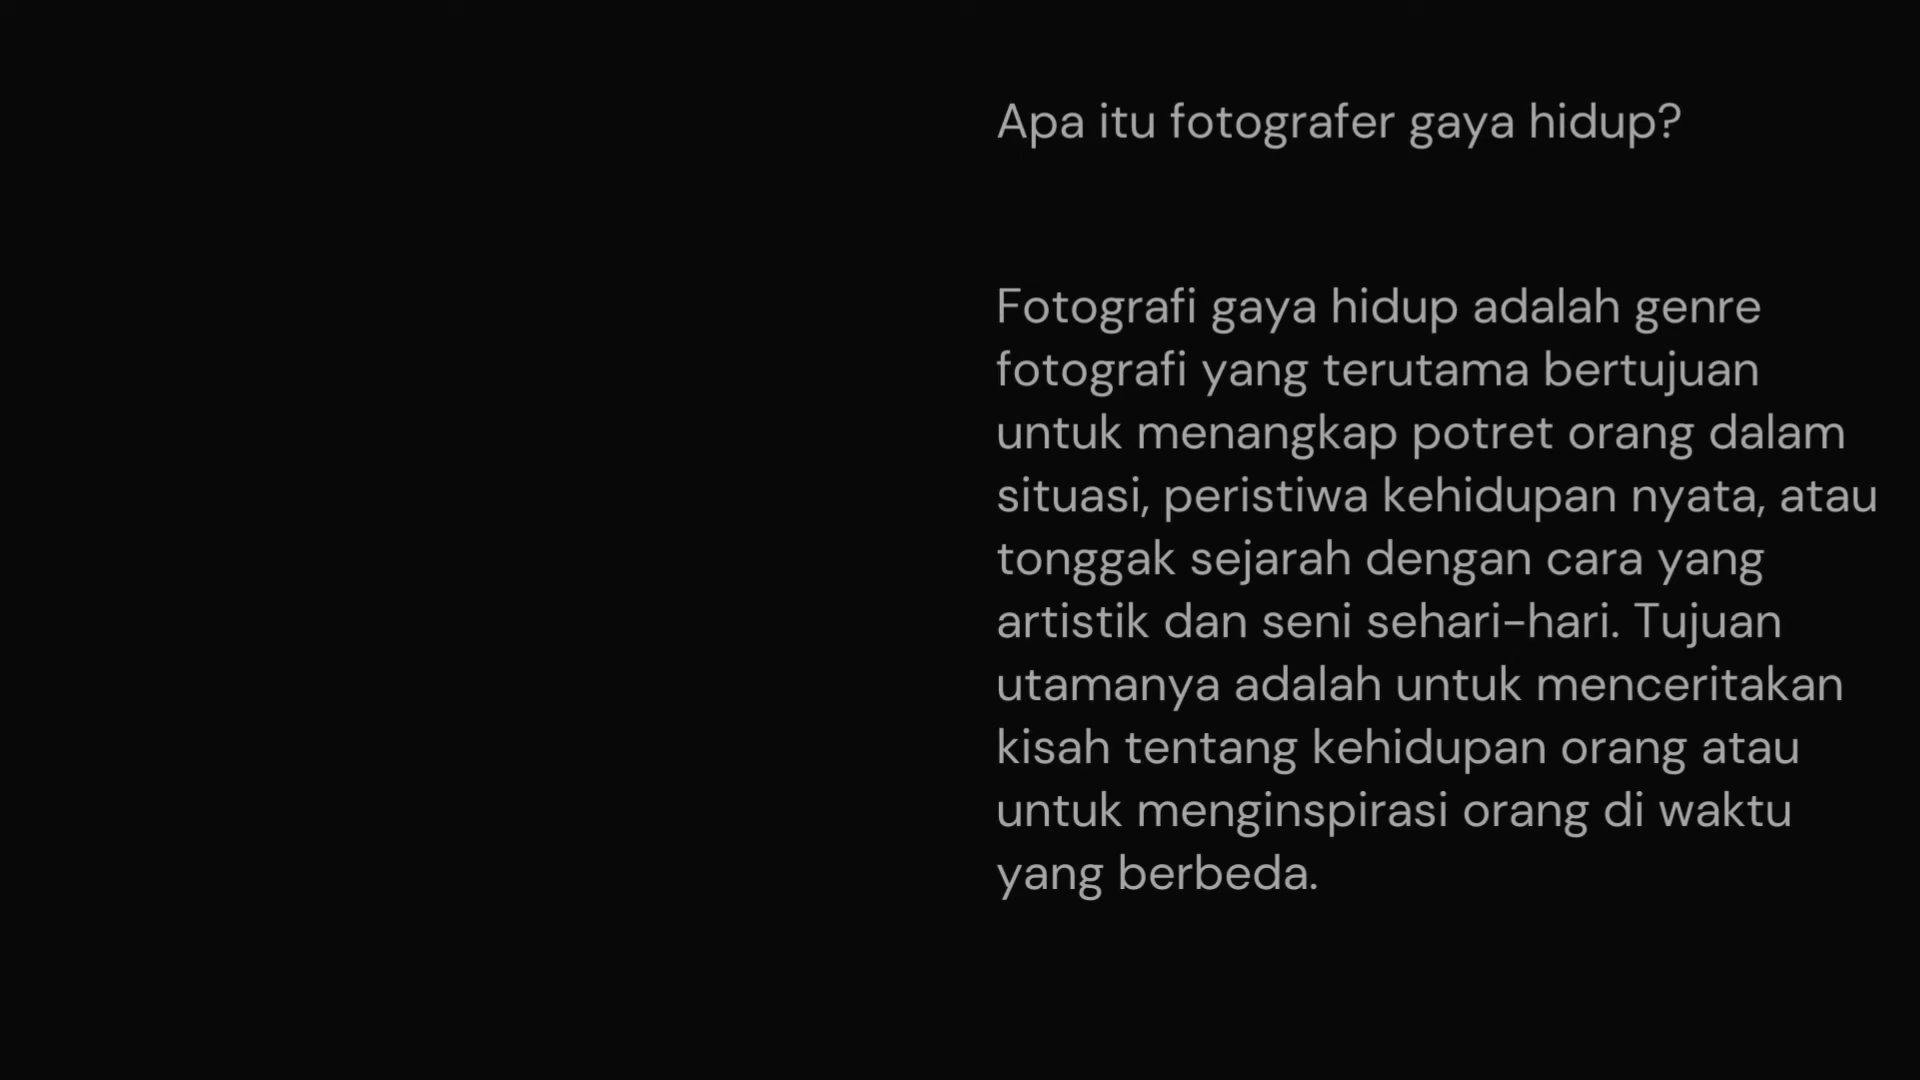 Apa itu fotografer gaya hidup?
Fotografi gaya hidup adalah genre
fotografi yang terutama bertujuan
untuk menangkap potret orang dalam
situasi, peristiwa kehidupan nyata, atau
tonggak sejarah dengan cara yang
artistik dan seni sehari-hari. Tujuan
utamanya adalah untuk menceritakan
kisah tentang kehidupan orang atau
untuk menginspirasi orang di waktu
yang berbeda.